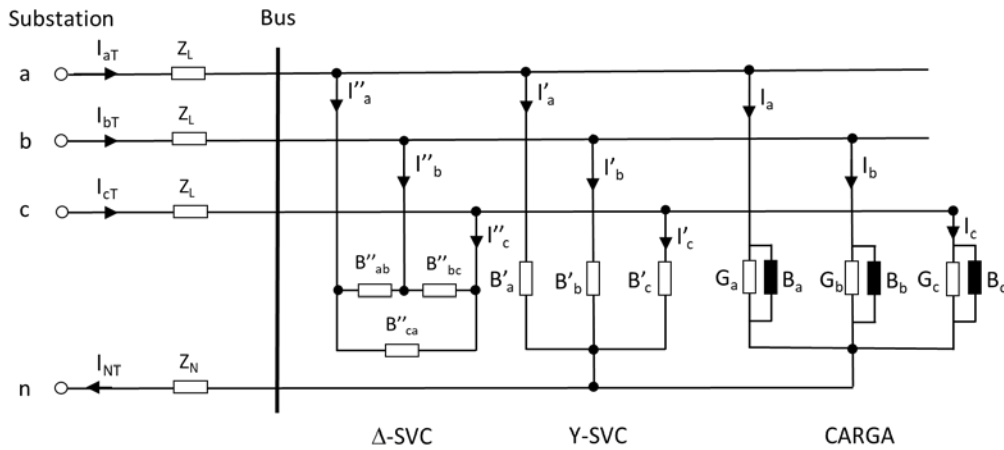 Substation
Bus
I_aT
Z_L
a
I"_a
I'_a
I_a
I_bT
Z_L
b
I"_b
I'_b
I_b
I_cT
Z_L
c
I"_c
I'_c
I_c
B"_ab
B"_bc
B'_a
B'_b
B'_c
G_a
B_a
G_b
B_b
G_c
B_c
B"_ca
I_NT
Z_N
n
Δ-SVC
Y-SVC
CARGA